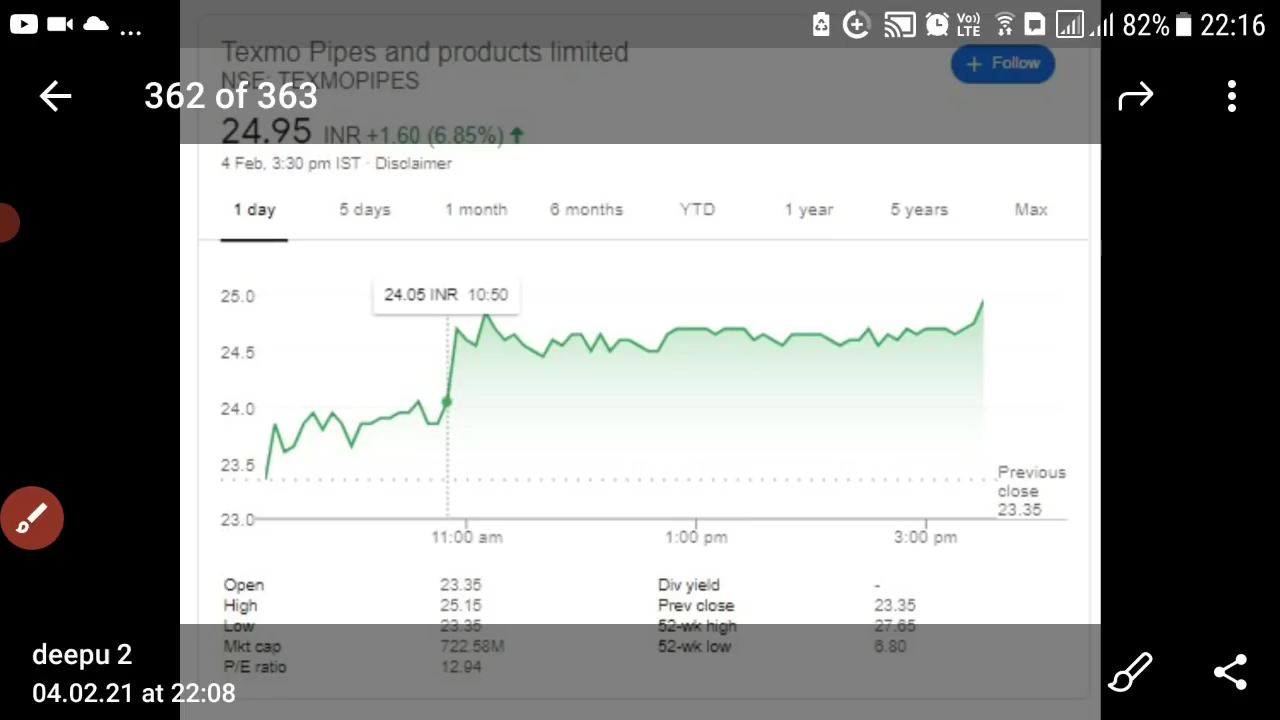 ... Vo)) LTE 82% 22:16
Texmo Pipes and products limited
+ Follow
NSE: TEXMOPIPES
362 of 363
24.95 INR +1.60 (6.85%)
4 Feb, 3:30 pm IST · Disclaimer
1 day 5 days 1 month 6 months YTD 1 year 5 years Max
24.05 INR 10:50
25.0
24.5
24.0
23.5
23.0
Previous
close
23.35
11:00 am 1:00 pm 3:00 pm
Open 23.35 Div yield -
High 25.15 Prev close 23.35
Low 23.35 52-wk high 27.65
Mkt cap 722.58M 52-wk low 6.80
P/E ratio 12.94
deepu 2
04.02.21 at 22:08